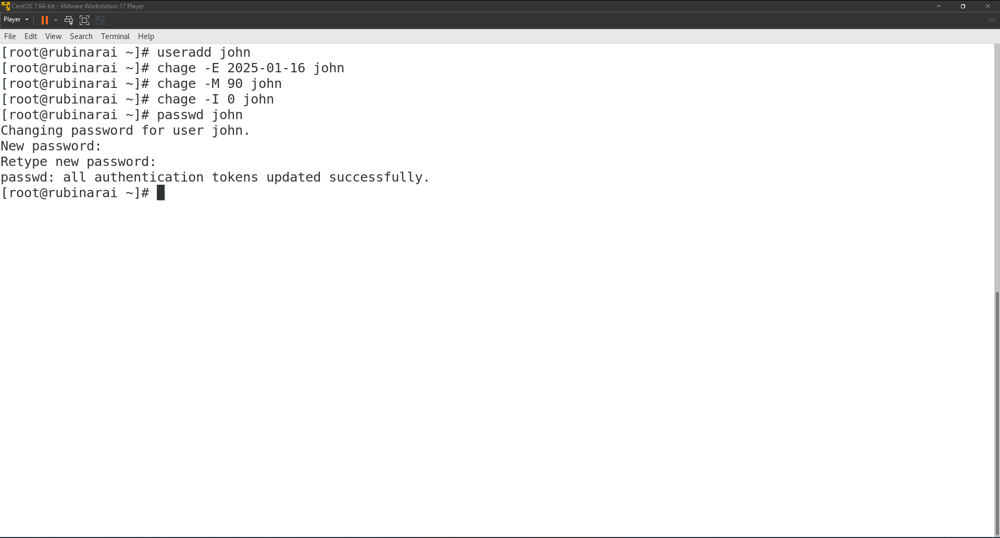 CentOS 7 64-bit - VMware Workstation 17 Player
Player
File Edit View Search Terminal Help
[root@rubinarai ~]# useradd john
[root@rubinarai ~]# chage -E 2025-01-16 john
[root@rubinarai ~]# chage -M 90 john
[root@rubinarai ~]# chage -I 0 john
[root@rubinarai ~]# passwd john
Changing password for user john.
New password:
Retype new password:
passwd: all authentication tokens updated successfully.
[root@rubinarai ~]#